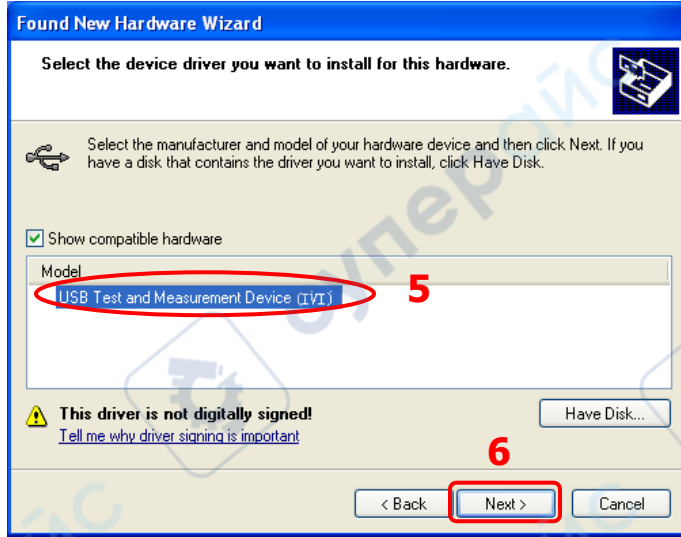 Found New Hardware Wizard
Select the device driver you want to install for this hardware.
Select the manufacturer and model of your hardware device and then click Next. If you
have a disk that contains the driver you want to install, click Have Disk.
Show compatible hardware
Model
USB Test and Measurement Device (IVI)
5
This driver is not digitally signed!
Have Disk...
Tell me why driver signing is important
6
< Back
Next >
Cancel
суперайс